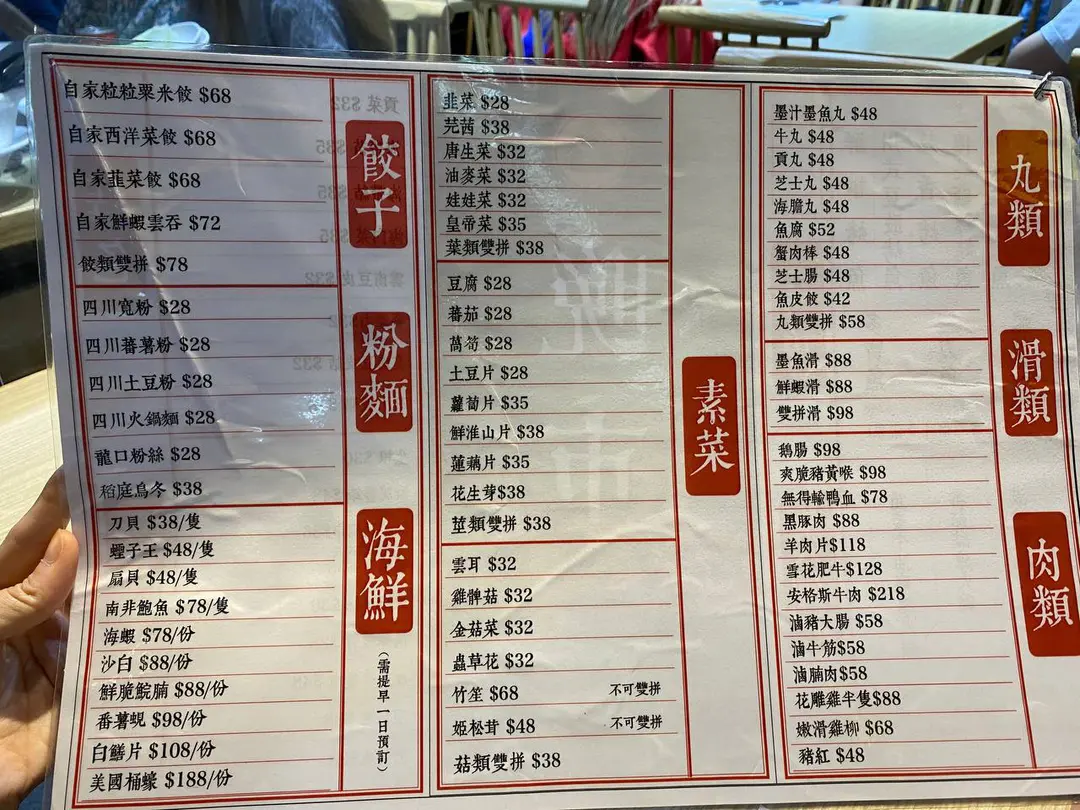 自家粒粒粟米餃 $68
自家西洋菜餃 $68
自家韮菜餃 $68
自家鮮蝦雲吞 $72
餃類雙拼 $78
餃子
四川寬粉 $28
四川蕃薯粉 $28
四川土豆粉 $28
四川火鍋麵 $28
龍口粉絲 $28
稻庭烏冬 $38
粉麵
刀貝 $38/隻
蟶子王 $48/隻
扇貝 $48/隻
南非鮑魚 $78/隻
海蝦 $78/份
沙白 $88/份
鮮脆鯇腩 $88/份
番薯蜆 $98/份
白鱔片 $108/份
美國桶蠔 $188/份
海鮮
（需提早一日預訂）
韭菜 $28
芫茜 $38
唐生菜 $32
油麥菜 $32
娃娃菜 $32
皇帝菜 $35
葉類雙拼 $38
豆腐 $28
蕃茄 $28
萵筍 $28
土豆片 $28
蘿蔔片 $35
鮮淮山片 $38
蓮藕片 $35
花生芽$38
莖類雙拼 $38
雲耳 $32
雞髀菇 $32
金菇菜 $32
蟲草花 $32
竹笙 $68 不可雙拼
姬松茸 $48 不可雙拼
菇類雙拼 $38
素菜
墨汁墨魚丸 $48
牛丸 $48
貢丸 $48
芝士丸 $48
海膽丸 $48
魚腐 $52
蟹肉棒 $48
芝士腸 $48
魚皮餃 $42
丸類雙拼 $58
丸類
墨魚滑 $88
鮮蝦滑 $88
雙拼滑 $98
滑類
鵝腸 $98
爽脆豬黃喉 $98
無得輸鴨血 $78
黑豚肉 $88
羊肉片$118
雪花肥牛 $128
安格斯牛肉 $218
滷豬大腸 $58
滷牛筋$58
滷腩肉$58
花雕雞半隻$88
嫩滑雞柳 $68
豬紅 $48
肉類